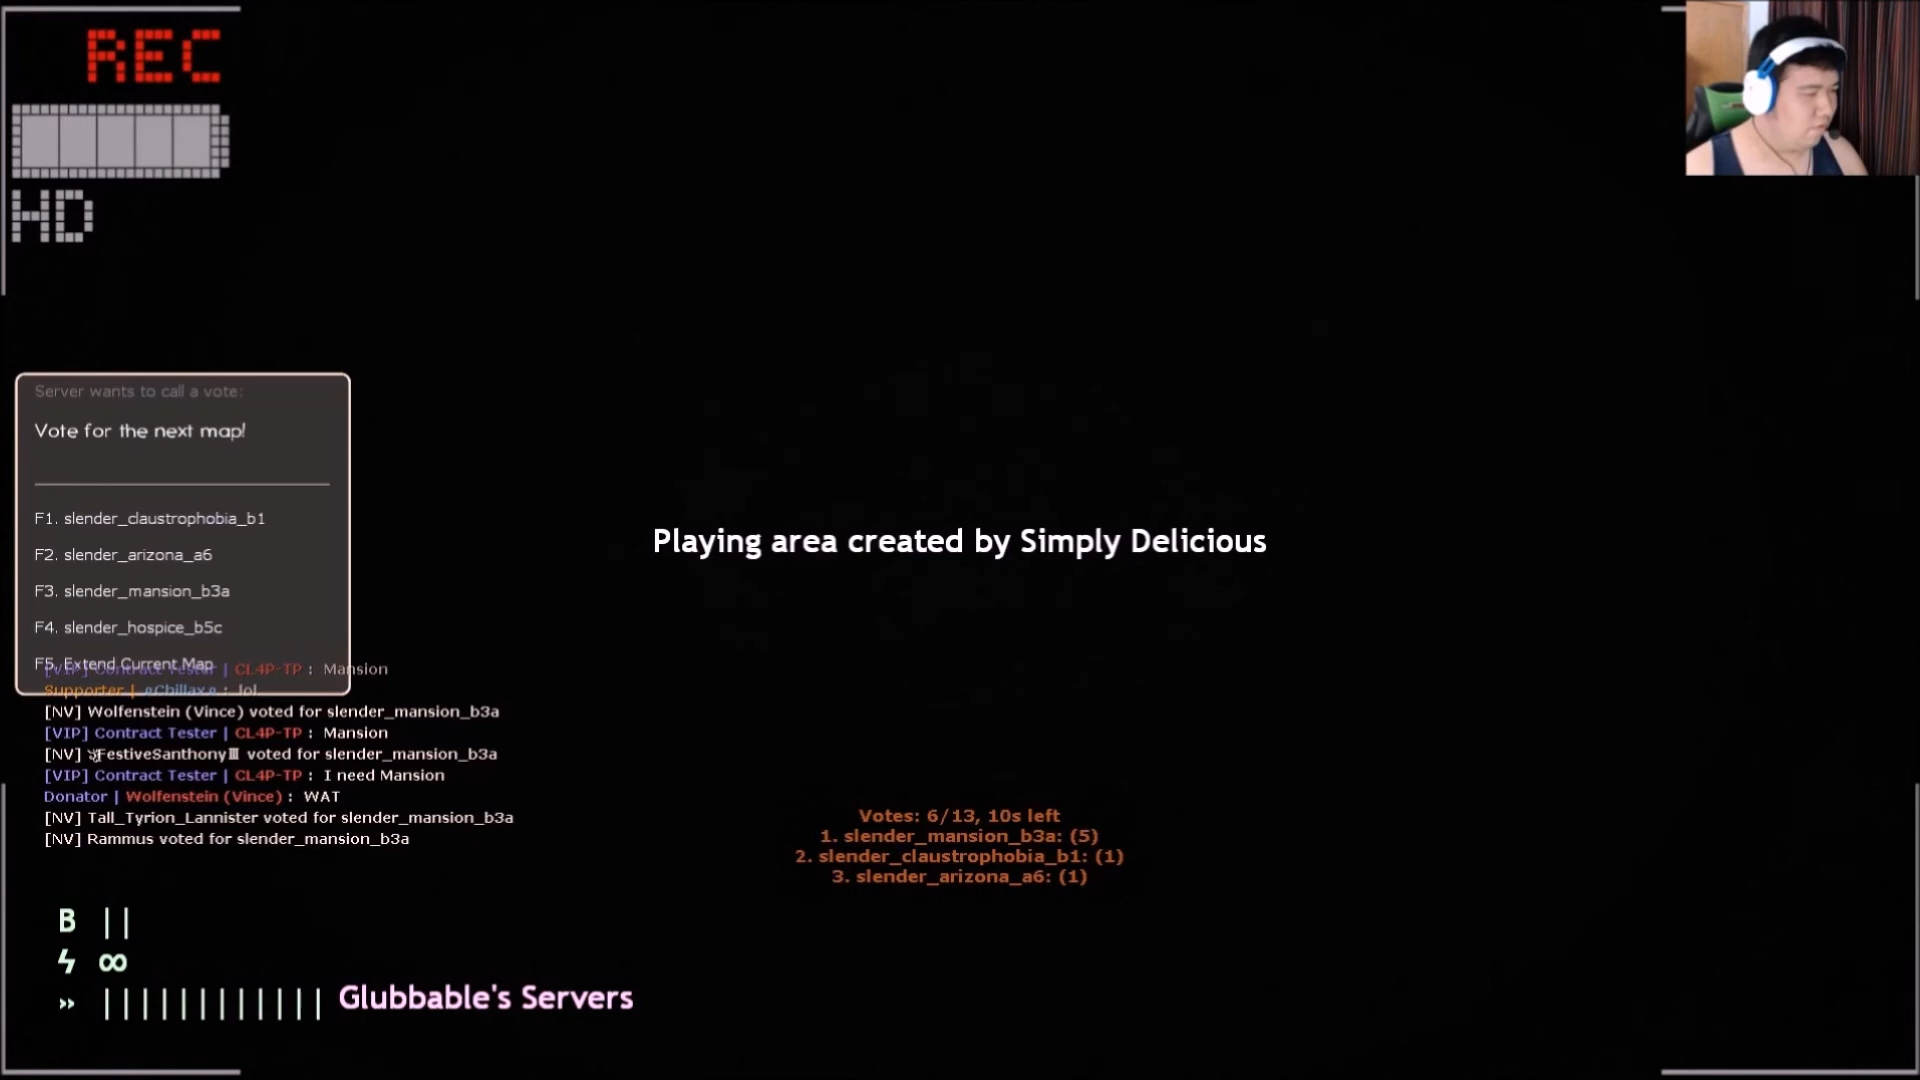 REC
HD
Server wants to call a vote:
Vote for the next map!
F1. slender_claustrophobia_b1
F2. slender_arizona_a6
F3. slender_mansion_b3a
F4. slender_hospice_b5c
F5. Extend Current Map
[VIP] Contract Tester | CL4P-TP : Mansion
Supporter | eChillaxe : lol
[NV] Wolfenstein (Vince) voted for slender_mansion_b3a
[VIP] Contract Tester | CL4P-TP : Mansion
[NV] FestiveSanthony voted for slender_mansion_b3a
[VIP] Contract Tester | CL4P-TP : I need Mansion
Donator | Wolfenstein (Vince) : WAT
[NV] Tall_Tyrion_Lannister voted for slender_mansion_b3a
[NV] Rammus voted for slender_mansion_b3a
Playing area created by Simply Delicious
Votes: 6/13, 10s left
1. slender_mansion_b3a: (5)
2. slender_claustrophobia_b1: (1)
3. slender_arizona_a6: (1)
B ||
ϟ ∞
» ||||||||||||
Glubbable's Servers